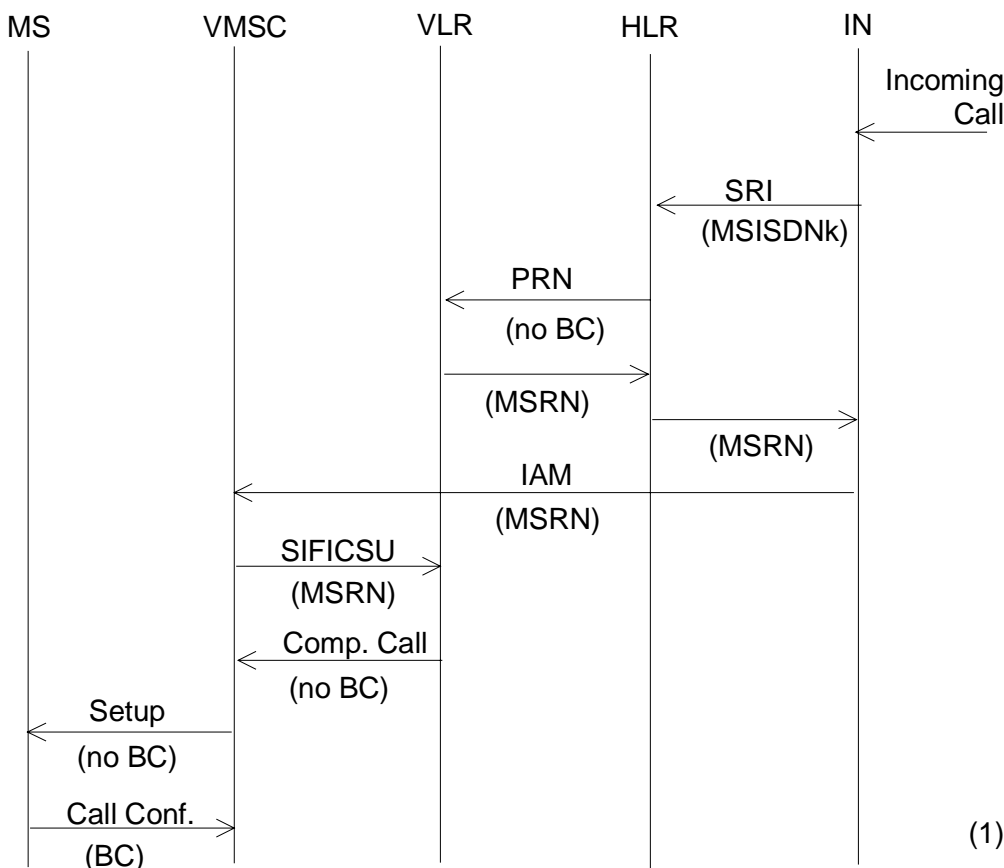 MS VMSC VLR HLR IN
Incoming
Call
SRI
(MSISDNk)
PRN
(no BC)
(MSRN)
(MSRN)
IAM
(MSRN)
SIFICSU
(MSRN)
Comp. Call
(no BC)
Setup
(no BC)
Call Conf.
(1)
(BC)